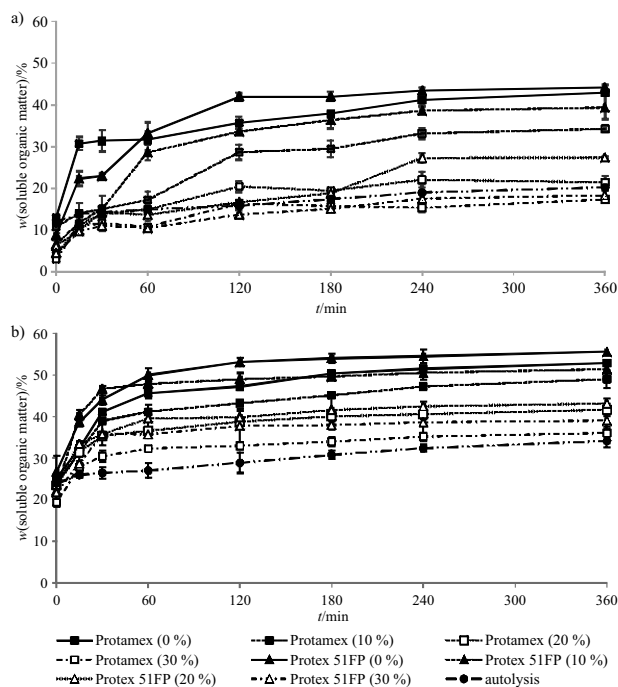 a)
60
50
40
30
20
10
0
w(soluble organic matter)/%
0 60 120 180 240 300 360
t/min
b)
60
50
40
30
20
10
0
w(soluble organic matter)/%
0 60 120 180 240 300 360
t/min
Protamex (0 %) Protamex (10 %) Protamex (20 %)
Protamex (30 %) Protex 51FP (0 %) Protex 51FP (10 %)
Protex 51FP (20 %) Protex 51FP (30 %) autolysis